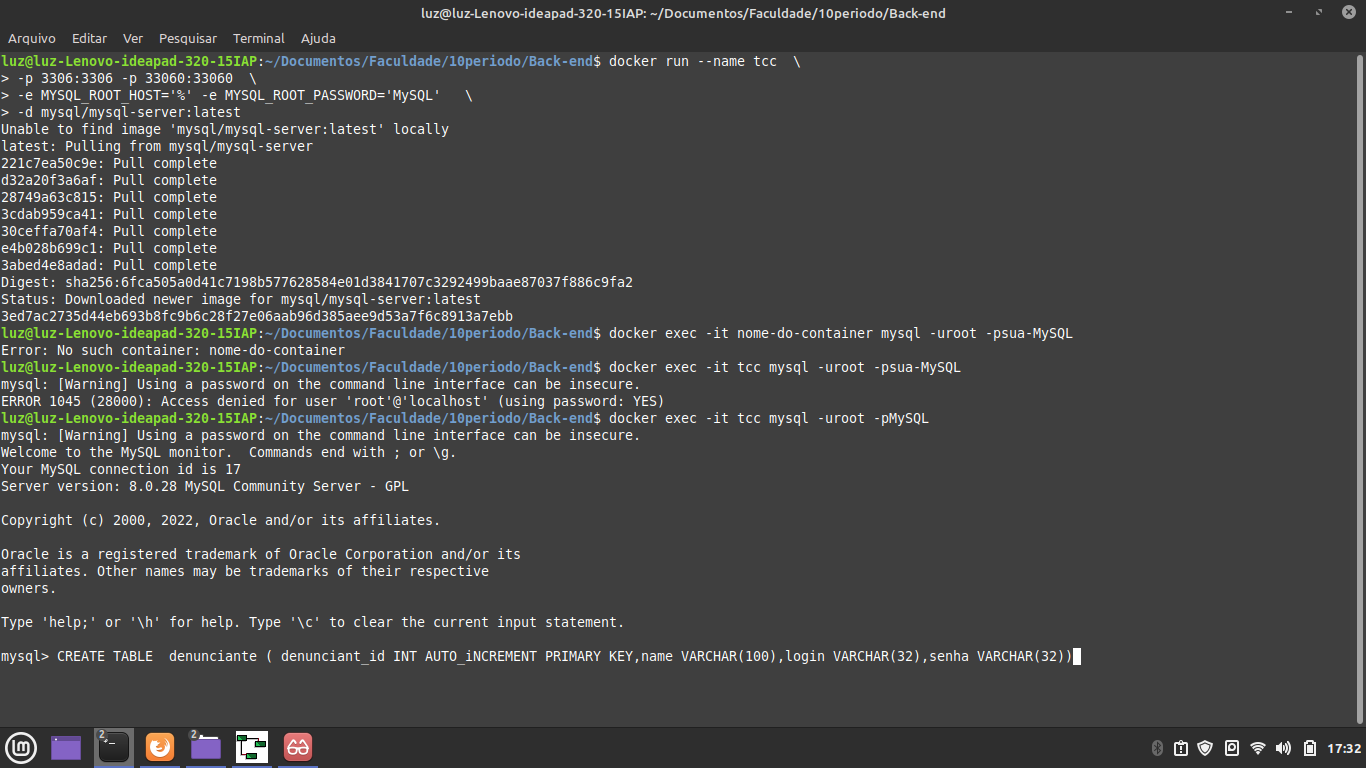 luz@luz-Lenovo-ideapad-320-15IAP: ~/Documentos/Faculdade/10periodo/Back-end
Arquivo Editar Ver Pesquisar Terminal Ajuda
luz@luz-Lenovo-ideapad-320-15IAP:~/Documentos/Faculdade/10periodo/Back-end$ docker run --name tcc  \
> -p 3306:3306 -p 33060:33060  \
> -e MYSQL_ROOT_HOST='%' -e MYSQL_ROOT_PASSWORD='MySQL'   \
> -d mysql/mysql-server:latest
Unable to find image 'mysql/mysql-server:latest' locally
latest: Pulling from mysql/mysql-server
221c7ea50c9e: Pull complete
d32a20f3a6af: Pull complete
28749a63c815: Pull complete
3cdab959ca41: Pull complete
30ceffa70af4: Pull complete
e4b028b699c1: Pull complete
3abed4e8adad: Pull complete
Digest: sha256:6fca505a0d41c7198b577628584e01d3841707c3292499baae87037f886c9fa2
Status: Downloaded newer image for mysql/mysql-server:latest
3ed7ac2735d44eb693b8fc9b6c28f27e06aab96d385aee9d53a7f6c8913a7ebb
luz@luz-Lenovo-ideapad-320-15IAP:~/Documentos/Faculdade/10periodo/Back-end$ docker exec -it nome-do-container mysql -uroot -psua-MySQL
Error: No such container: nome-do-container
luz@luz-Lenovo-ideapad-320-15IAP:~/Documentos/Faculdade/10periodo/Back-end$ docker exec -it tcc mysql -uroot -psua-MySQL
mysql: [Warning] Using a password on the command line interface can be insecure.
ERROR 1045 (28000): Access denied for user 'root'@'localhost' (using password: YES)
luz@luz-Lenovo-ideapad-320-15IAP:~/Documentos/Faculdade/10periodo/Back-end$ docker exec -it tcc mysql -uroot -pMySQL
mysql: [Warning] Using a password on the command line interface can be insecure.
Welcome to the MySQL monitor.  Commands end with ; or \g.
Your MySQL connection id is 17
Server version: 8.0.28 MySQL Community Server - GPL
Copyright (c) 2000, 2022, Oracle and/or its affiliates.
Oracle is a registered trademark of Oracle Corporation and/or its
affiliates. Other names may be trademarks of their respective
owners.
Type 'help;' or '\h' for help. Type '\c' to clear the current input statement.
mysql> CREATE TABLE  denunciante ( denunciant_id INT AUTO_iNCREMENT PRIMARY KEY,name VARCHAR(100),login VARCHAR(32),senha VARCHAR(32))
2
2
17:32